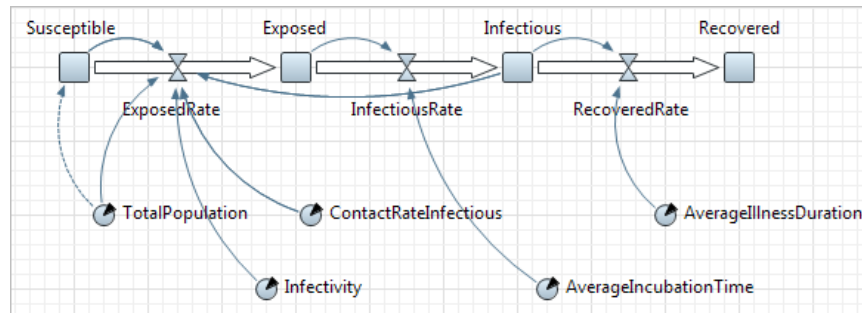 Susceptible
Exposed
Infectious
Recovered
ExposedRate
InfectiousRate
RecoveredRate
TotalPopulation
ContactRateInfectious
AverageIllnessDuration
Infectivity
AverageIncubationTime